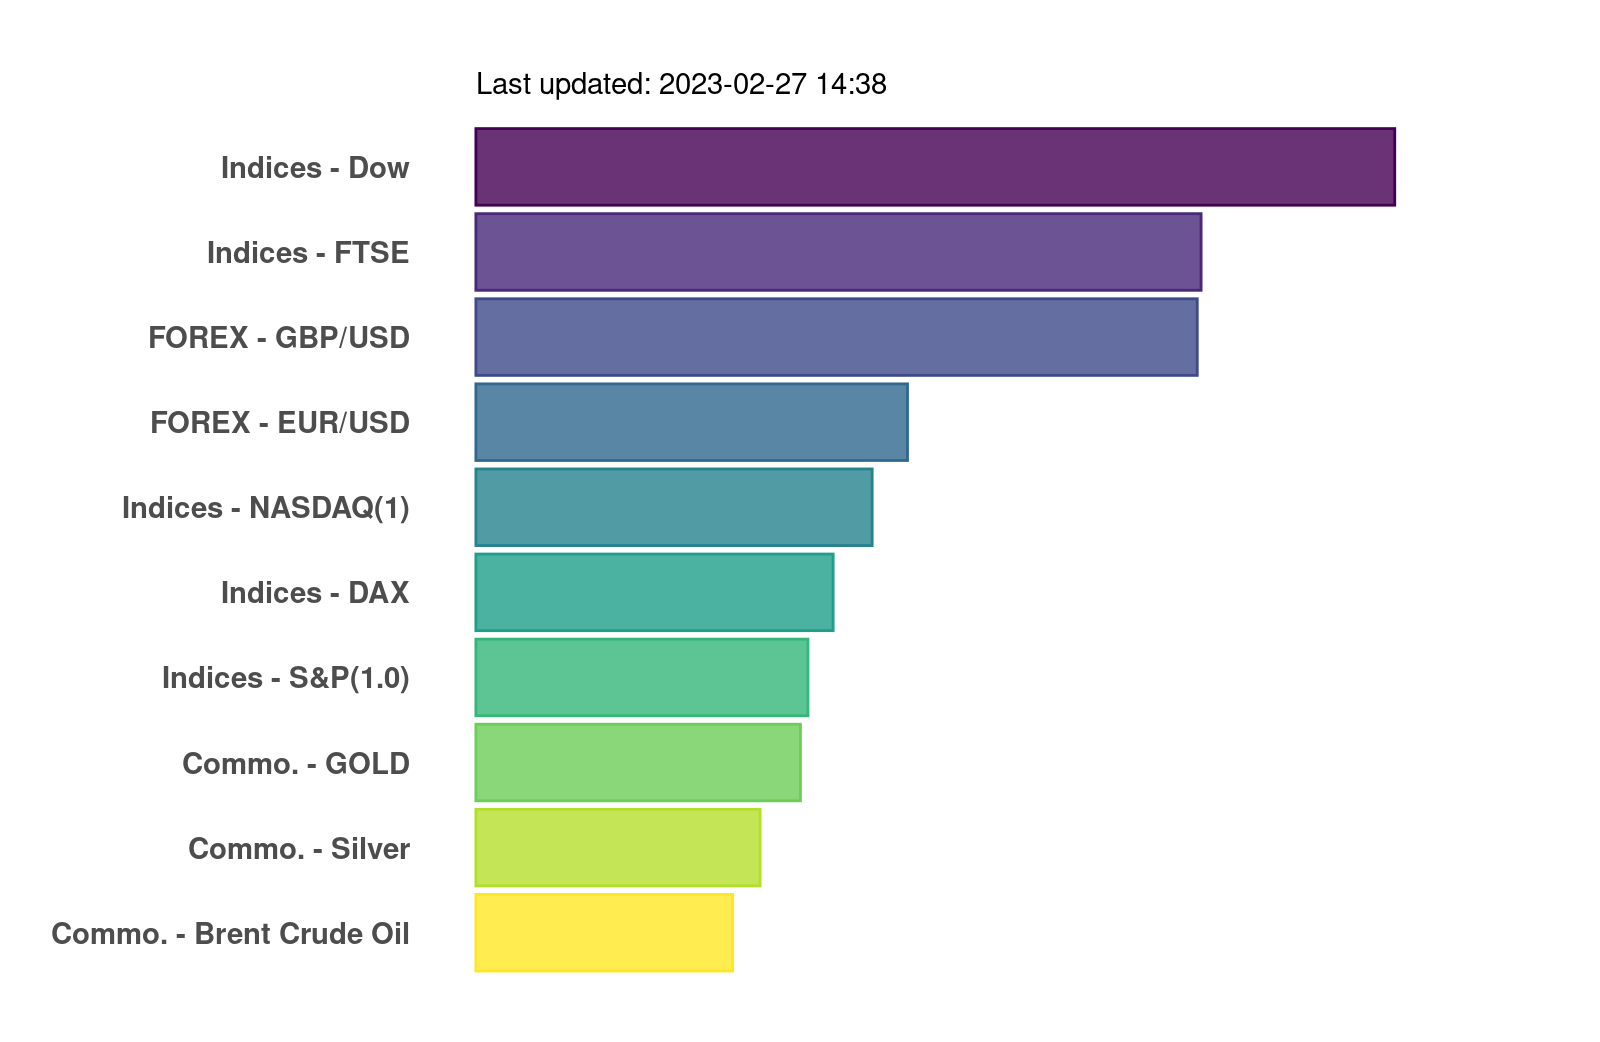 Last updated: 2023-02-27 14:38
Indices - Dow
Indices - FTSE
FOREX - GBP/USD
FOREX - EUR/USD
Indices - NASDAQ(1)
Indices - DAX
Indices - S&P(1.0)
Commo. - GOLD
Commo. - Silver
Commo. - Brent Crude Oil